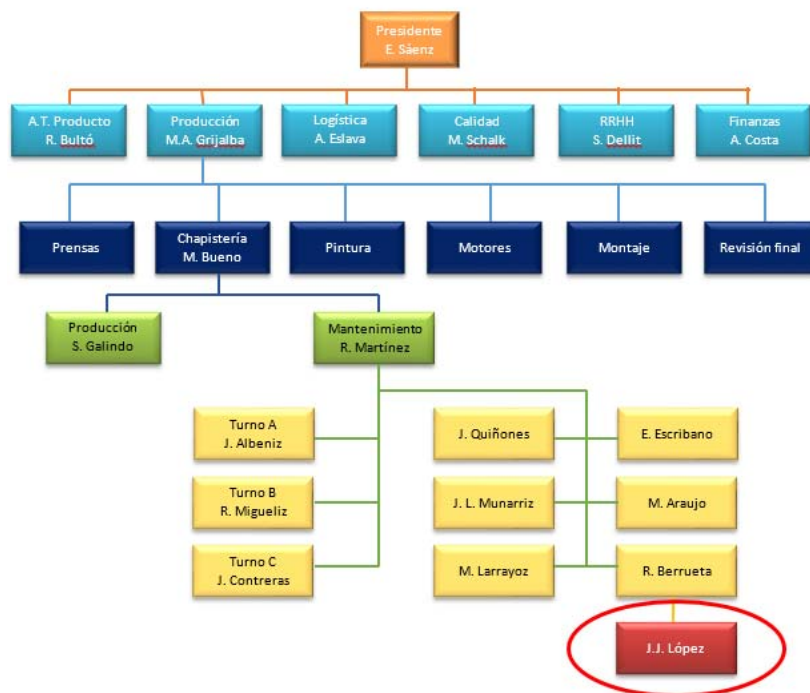 Presidente
E. Sáenz
A.T. Producto
R. Bultó
Producción
M.A. Grijalba
Logística
A. Eslava
Calidad
M. Schalk
RRHH
S. Dellit
Finanzas
A. Costa
Prensas
Chapistería
M. Bueno
Pintura
Motores
Montaje
Revisión final
Producción
S. Galindo
Mantenimiento
R. Martínez
Turno A
J. Albeniz
J. Quiñones
E. Escribano
Turno B
R. Migueliz
J. L. Munarriz
M. Araujo
Turno C
J. Contreras
M. Larrayoz
R. Berrueta
J.J. López